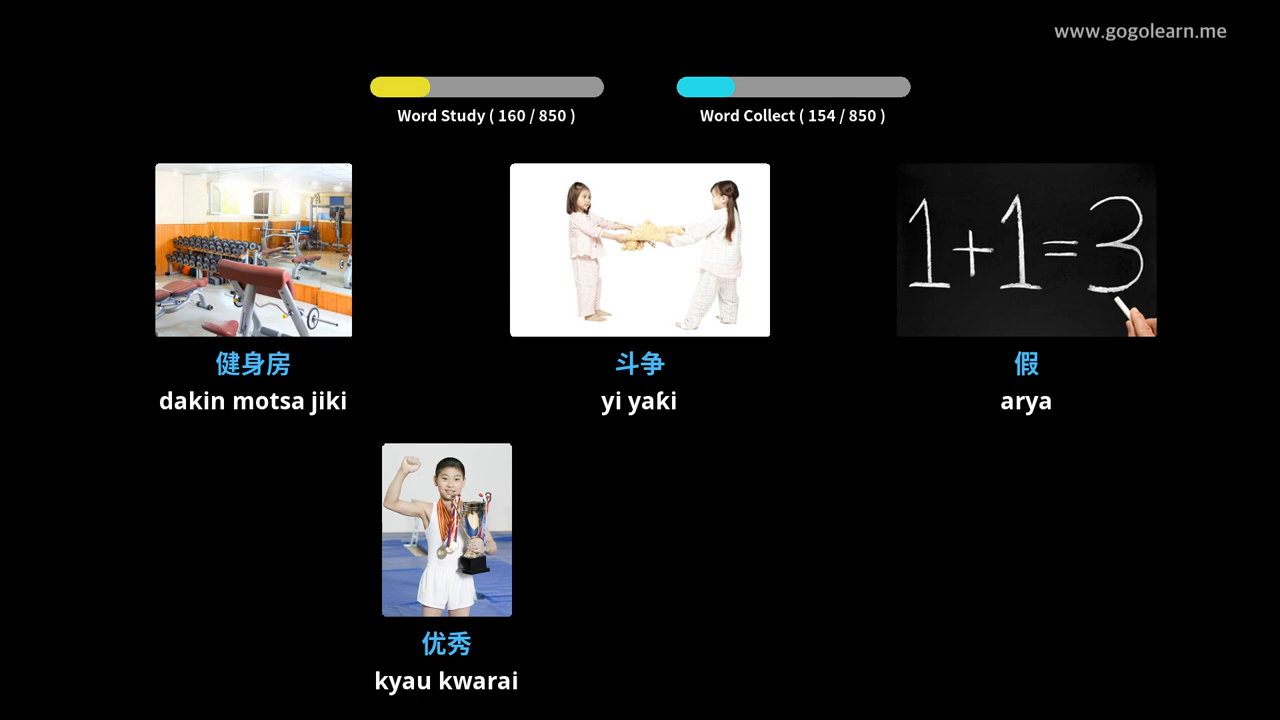 www.gogolearn.me
Word Study ( 160 / 850 )
Word Collect ( 154 / 850 )
1+1=3
健身房
dakin motsa jiki
斗争
yi yaƙi
假
arya
优秀
kyau kwarai